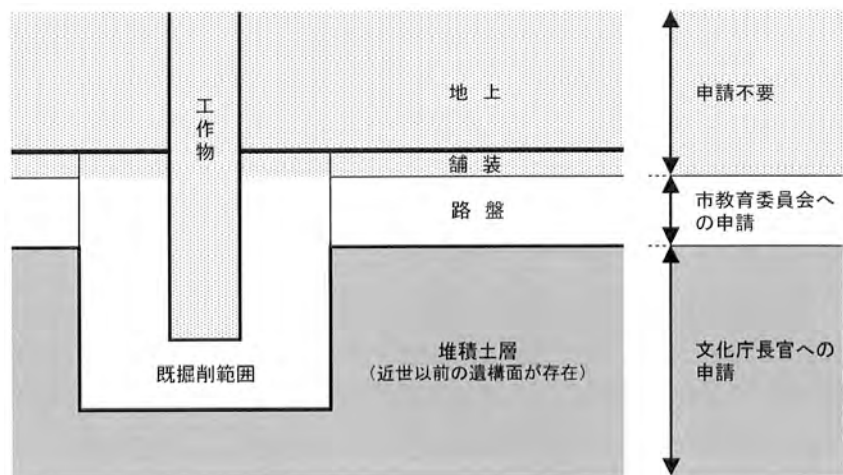 工作物
地上
申請不要
舗装
路盤
市教育委員会へ
の申請
既掘削範囲
堆積土層
（近世以前の遺構面が存在）
文化庁長官への
申請